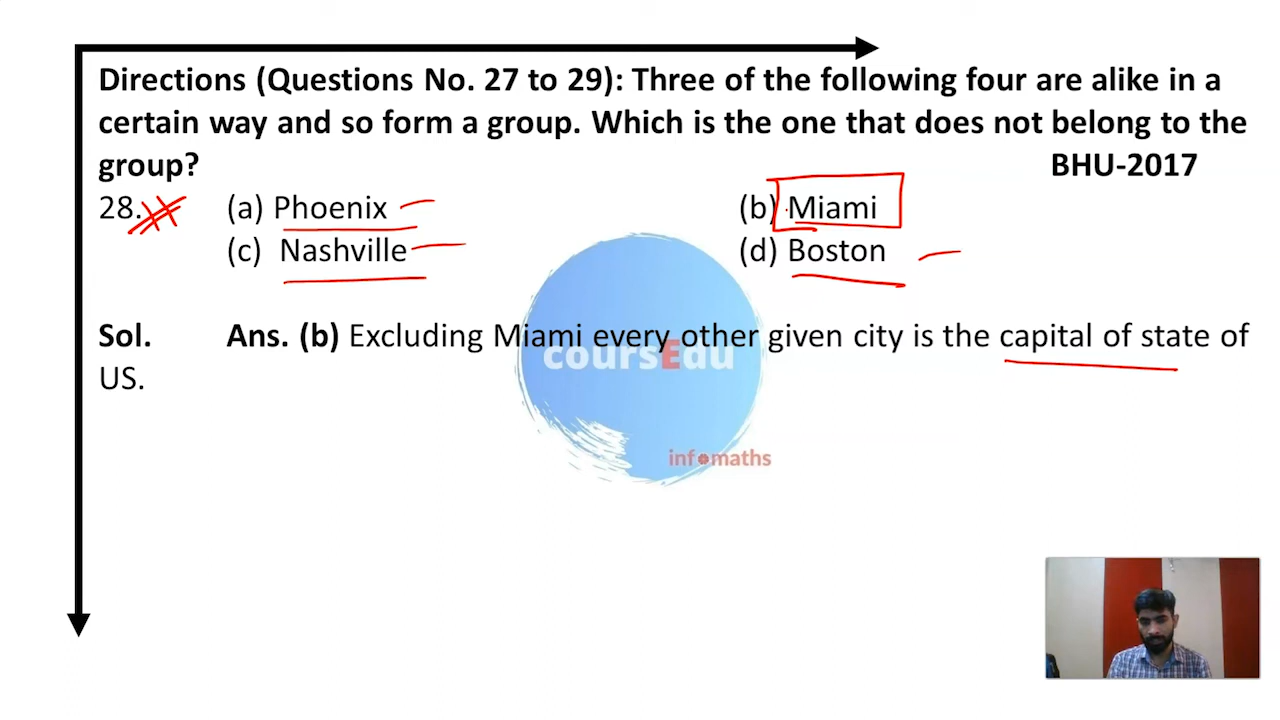 Directions (Questions No. 27 to 29): Three of the following four are alike in a
certain way and so form a group. Which is the one that does not belong to the
group? BHU-2017
28. (a) Phoenix (b) Miami
(c) Nashville (d) Boston
Sol. Ans. (b) Excluding Miami every other given city is the capital of state of
US.
coursEdu
infomaths